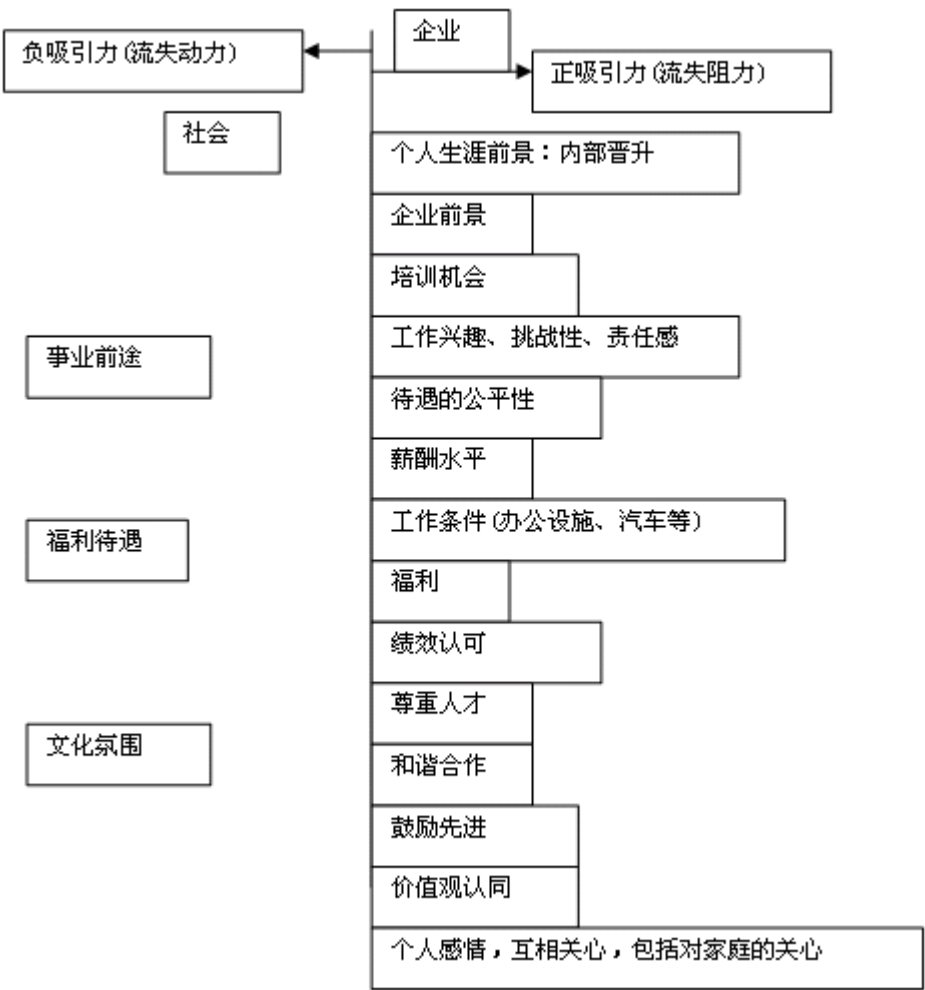 企业
负吸引力(流失动力)
正吸引力(流失阻力)
社会
个人生涯前景：内部晋升
企业前景
培训机会
工作兴趣、挑战性、责任感
事业前途
待遇的公平性
薪酬水平
工作条件(办公设施、汽车等)
福利待遇
福利
绩效认可
尊重人才
文化氛围
和谐合作
鼓励先进
价值观认同
个人感情，互相关心，包括对家庭的关心